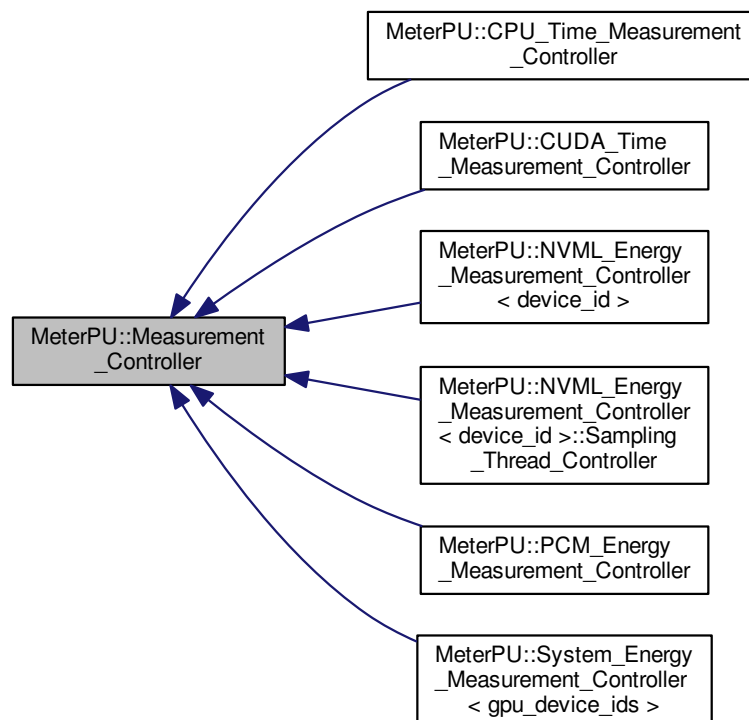 MeterPU::CPU_Time_Measurement
_Controller
MeterPU::CUDA_Time
_Measurement_Controller
MeterPU::NVML_Energy
_Measurement_Controller
< device_id >
MeterPU::Measurement
_Controller
MeterPU::NVML_Energy
_Measurement_Controller
< device_id >::Sampling
_Thread_Controller
MeterPU::PCM_Energy
_Measurement_Controller
MeterPU::System_Energy
_Measurement_Controller
< gpu_device_ids >